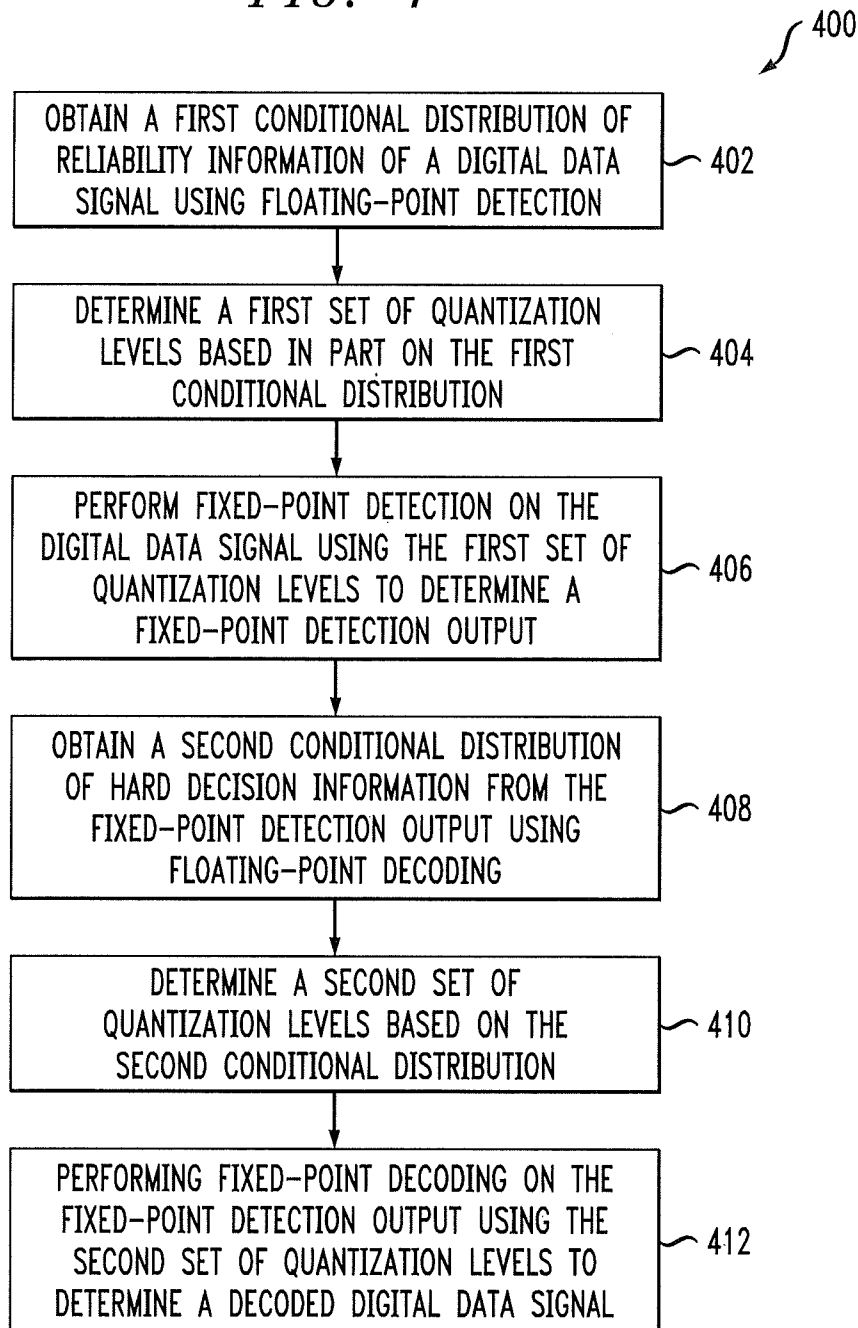 FIG. 4
400
OBTAIN A FIRST CONDITIONAL DISTRIBUTION OF
RELIABILITY INFORMATION OF A DIGITAL DATA
SIGNAL USING FLOATING-POINT DETECTION
402
DETERMINE A FIRST SET OF QUANTIZATION
LEVELS BASED IN PART ON THE FIRST
CONDITIONAL DISTRIBUTION
404
PERFORM FIXED-POINT DETECTION ON THE
DIGITAL DATA SIGNAL USING THE FIRST SET OF
QUANTIZATION LEVELS TO DETERMINE A
FIXED-POINT DETECTION OUTPUT
406
OBTAIN A SECOND CONDITIONAL DISTRIBUTION
OF HARD DECISION INFORMATION FROM THE
FIXED-POINT DETECTION OUTPUT USING
FLOATING-POINT DECODING
408
DETERMINE A SECOND SET OF
QUANTIZATION LEVELS BASED ON THE
SECOND CONDITIONAL DISTRIBUTION
410
PERFORMING FIXED-POINT DECODING ON THE
FIXED-POINT DETECTION OUTPUT USING THE
SECOND SET OF QUANTIZATION LEVELS TO
DETERMINE A DECODED DIGITAL DATA SIGNAL
412